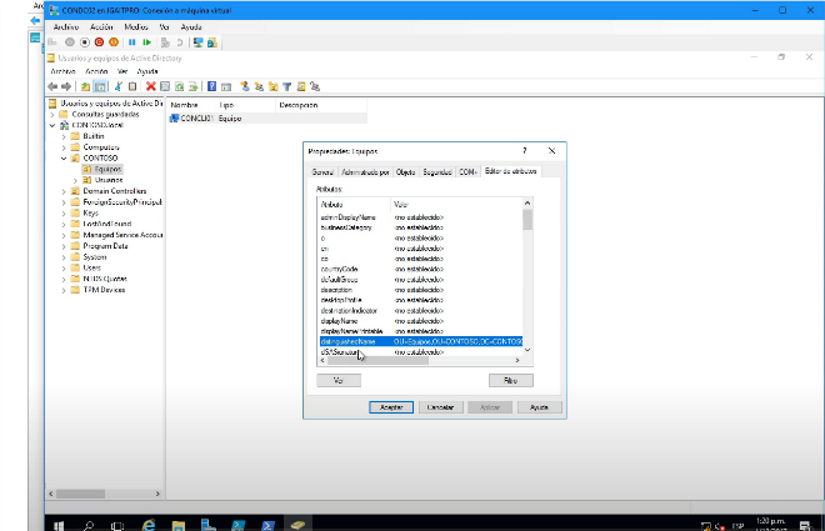 CONDC02 en JGAITPRO: Conexión a máquina virtual
Archivo Acción Medios Ver Ayuda
Usuarios y equipos de Active Directory
Archivo Acción Ver Ayuda
Usuarios y equipos de Active Dir
Consultas guardadas
CONTOSO.local
Builtin
Computers
CONTOSO
Equipos
Usuarios
Domain Controllers
ForeignSecurityPrincipal
Keys
LostAndFound
Managed Service Accou
Program Data
System
Users
NTDS Quotas
TPM Devices
Nombre Tipo Descripción
CONCLI01 Equipo
Propiedades: Equipos ?
General Administrado por Objeto Seguridad COM+ Editor de atributos
Atributos:
Atributo Valor
adminDisplayName <no establecido>
businessCategory <no establecido>
c <no establecido>
cn <no establecido>
co <no establecido>
countryCode <no establecido>
defaultGroup <no establecido>
description <no establecido>
desktopProfile <no establecido>
destinationIndicator <no establecido>
displayName <no establecido>
displayNamePrintable <no establecido>
distinguishedName OU=Equipos,OU=CONTOSO,DC=CONTOSO
dSASignature <no establecido>
Ver Filtro
Aceptar Cancelar Aplicar Ayuda
ESP 1:20 p.m.